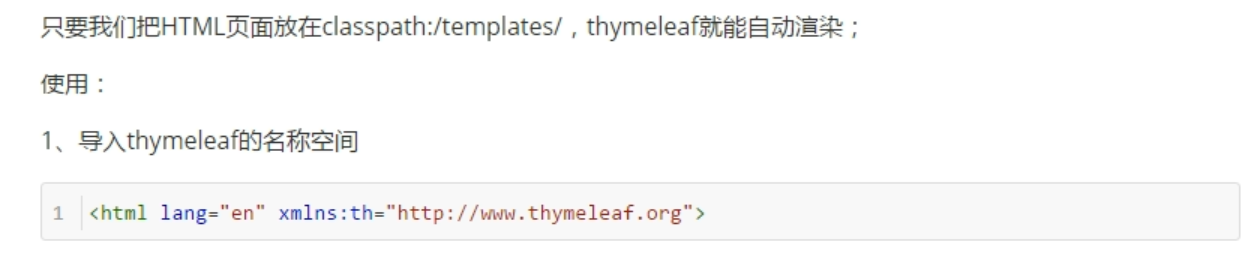 只要我们把HTML页面放在classpath:/templates/，thymeleaf就能自动渲染；
使用：
1、导入thymeleaf的名称空间
1 <html lang="en" xmlns:th="http://www.thymeleaf.org">